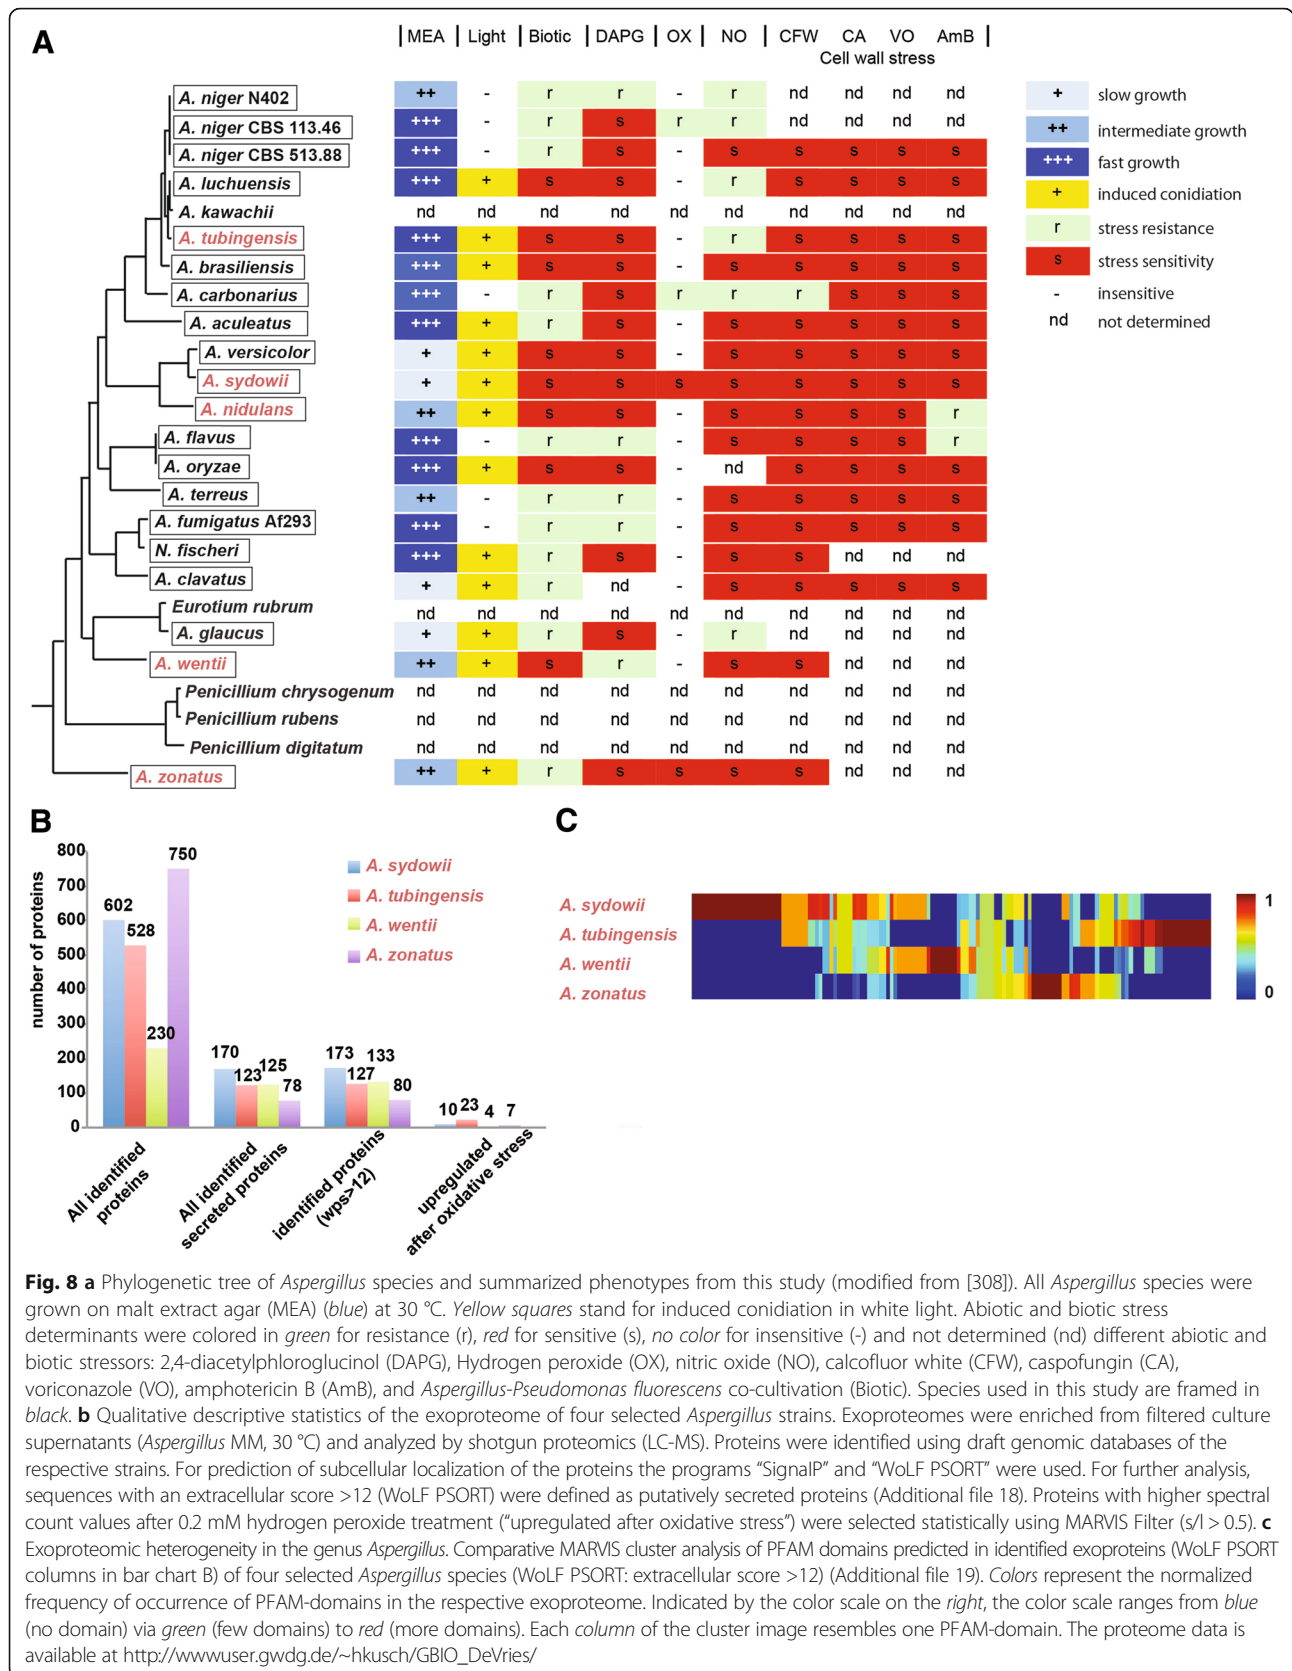 A
| MEA | Light | Biotic | DAPG | OX | NO | CFW CA VO AmB |
Cell wall stress
A. niger N402 ++ - r r - r nd nd nd nd
A. niger CBS 113.46 +++ - r s r r nd nd nd nd
A. niger CBS 513.88 +++ - r s - s s s s s
A. luchuensis +++ + s s - r s s s s
A. kawachii nd nd nd nd nd nd nd nd nd nd
A. tubingensis +++ + s s - r s s s s
A. brasiliensis +++ + s s - s s s s s
A. carbonarius +++ - r s r r r s s s
A. aculeatus +++ + r s - s s s s s
A. versicolor + + s s - s s s s s
A. sydowii + + s s s s s s s s
A. nidulans ++ + s s - s s s s r
A. flavus +++ - r r - s s s s r
A. oryzae +++ + s s - nd s s s s
A. terreus ++ - r r - s s s s s
A. fumigatus Af293 +++ - r r - s s s s s
N. fischeri +++ + r s - s s nd nd nd
A. clavatus + + r nd - s s s s s
Eurotium rubrum nd nd nd nd nd nd nd nd nd nd
A. glaucus + + r s - r nd nd nd nd
A. wentii ++ + s r - s s nd nd nd
Penicillium chrysogenum nd nd nd nd nd nd nd nd nd nd
Penicillium rubens nd nd nd nd nd nd nd nd nd nd
Penicillium digitatum nd nd nd nd nd nd nd nd nd nd
A. zonatus ++ + r s s s s nd nd nd
+ slow growth
++ intermediate growth
+++ fast growth
+ induced conidiation
r stress resistance
s stress sensitivity
- insensitive
nd not determined
B
number of proteins
800
700
600
500
400
300
200
100
0
602 528 230 750
170 123 125 78
173 127 133 80
10 23 4 7
A. sydowii
A. tubingensis
A. wentii
A. zonatus
All identified
proteins
All identified
secreted proteins
identified proteins
(wps>12)
upregulated
after oxidative stress
C
A. sydowii
A. tubingensis
A. wentii
A. zonatus
1
0
Fig. 8 a Phylogenetic tree of Aspergillus species and summarized phenotypes from this study (modified from [308]). All Aspergillus species were
grown on malt extract agar (MEA) (blue) at 30 °C. Yellow squares stand for induced conidiation in white light. Abiotic and biotic stress
determinants were colored in green for resistance (r), red for sensitive (s), no color for insensitive (-) and not determined (nd) different abiotic and
biotic stressors: 2,4-diacetylphloroglucinol (DAPG), Hydrogen peroxide (OX), nitric oxide (NO), calcofluor white (CFW), caspofungin (CA),
voriconazole (VO), amphotericin B (AmB), and Aspergillus-Pseudomonas fluorescens co-cultivation (Biotic). Species used in this study are framed in
black. b Qualitative descriptive statistics of the exoproteome of four selected Aspergillus strains. Exoproteomes were enriched from filtered culture
supernatants (Aspergillus MM, 30 °C) and analyzed by shotgun proteomics (LC-MS). Proteins were identified using draft genomic databases of the
respective strains. For prediction of subcellular localization of the proteins the programs “SignalP” and “WoLF PSORT” were used. For further analysis,
sequences with an extracellular score >12 (WoLF PSORT) were defined as putatively secreted proteins (Additional file 18). Proteins with higher spectral
count values after 0.2 mM hydrogen peroxide treatment (“upregulated after oxidative stress”) were selected statistically using MARVIS Filter (s/l > 0.5). c
Exoproteomic heterogeneity in the genus Aspergillus. Comparative MARVIS cluster analysis of PFAM domains predicted in identified exoproteins (WoLF PSORT
columns in bar chart B) of four selected Aspergillus species (WoLF PSORT: extracellular score >12) (Additional file 19). Colors represent the normalized
frequency of occurrence of PFAM-domains in the respective exoproteome. Indicated by the color scale on the right, the color scale ranges from blue
(no domain) via green (few domains) to red (more domains). Each column of the cluster image resembles one PFAM-domain. The proteome data is
available at http://wwwuser.gwdg.de/~hkusch/GBIO_DeVries/